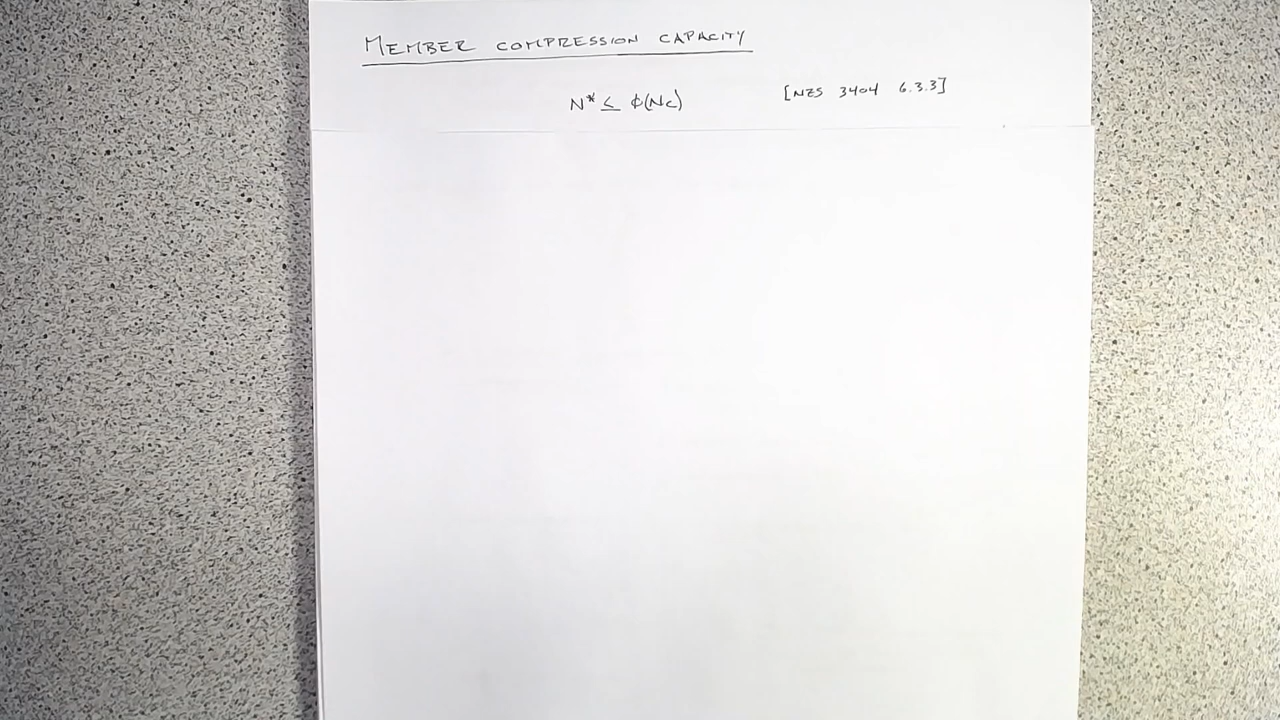 MEMBER COMPRESSION CAPACITY
N* ≤ ϕ(Nc) [NZS 3404 6.3.3]